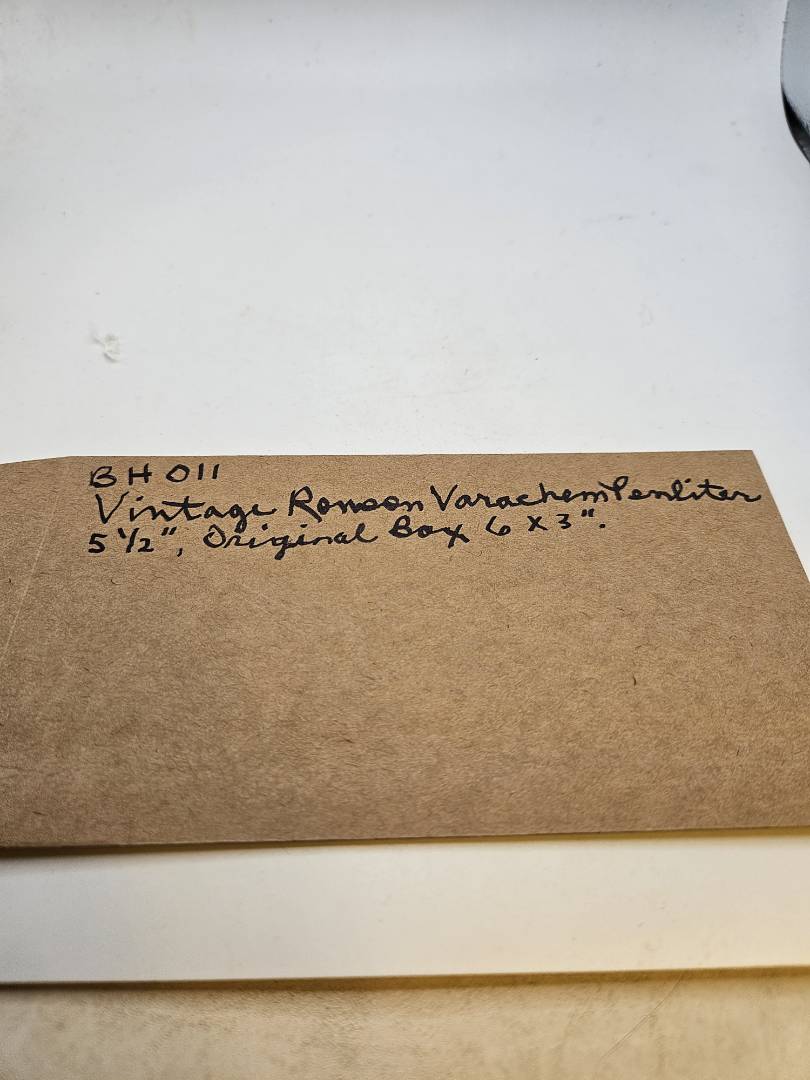 BH 011
Vintage Ronson Varachem Penliter
5 1/2", Original Box 6 x 3".